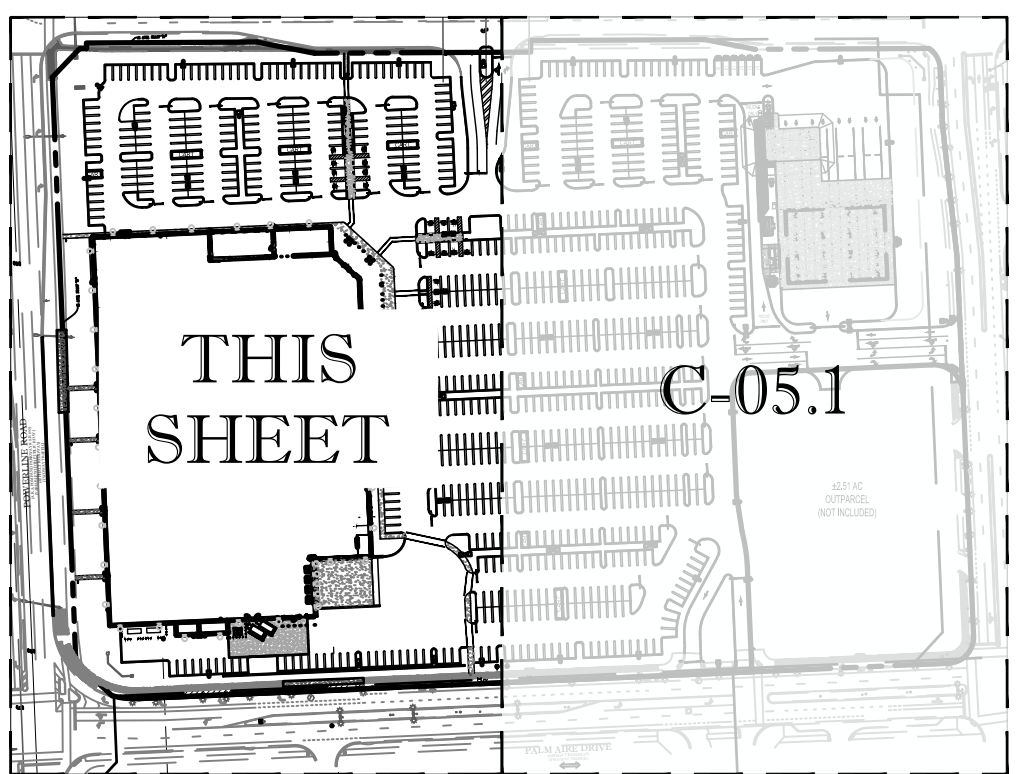 THIS
SHEET
C-05.1
POWERLINE ROAD
±2.51 AC
OUTPARCEL
(NOT INCLUDED)
PALM AIRE DRIVE